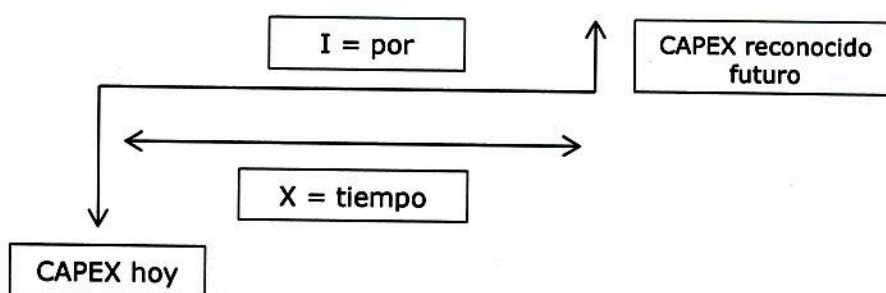 I = por
CAPEX reconocido
futuro
X = tiempo
CAPEX hoy